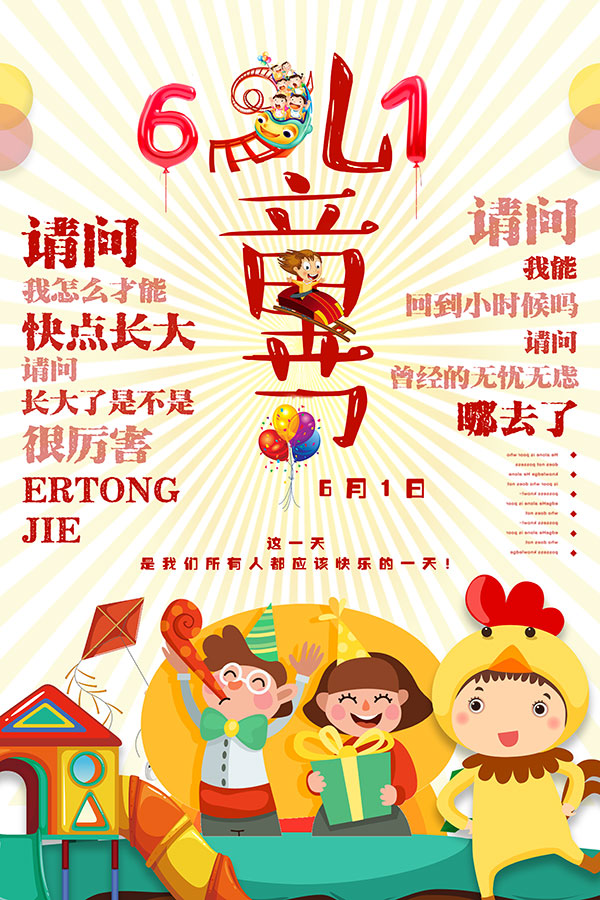 6 儿 1
童
节
请问
我怎么才能
快点长大
请问
长大了是不是
很厉害
ERTONG
JIE
请问
我能
回到小时候吗
请问
曾经的无忧无虑
哪去了
6月1日
这一天
是我们所有人都应该快乐的一天！